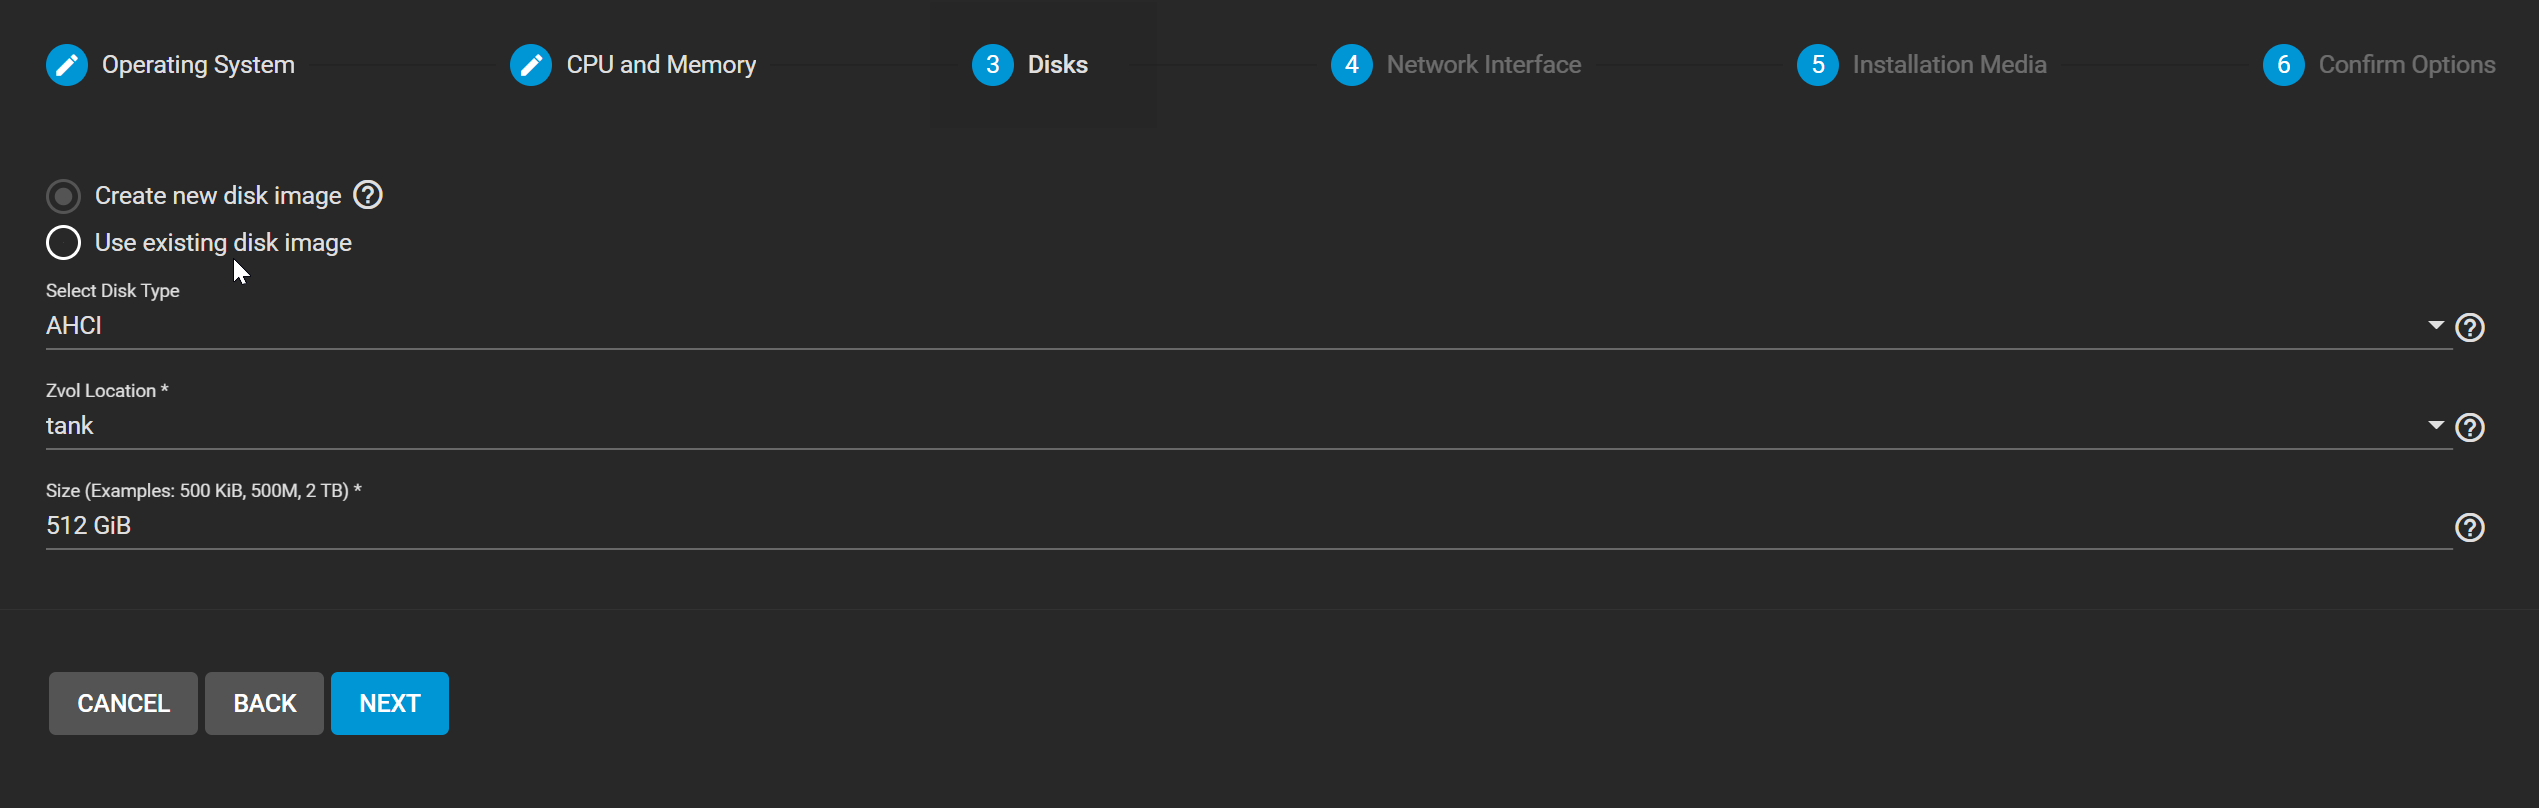 Operating System
CPU and Memory
3 Disks
4 Network Interface
5 Installation Media
6 Confirm Options
Create new disk image ?
Use existing disk image
Select Disk Type
AHCI
?
Zvol Location *
tank
?
Size (Examples: 500 KiB, 500M, 2 TB) *
512 GiB
?
CANCEL
BACK
NEXT